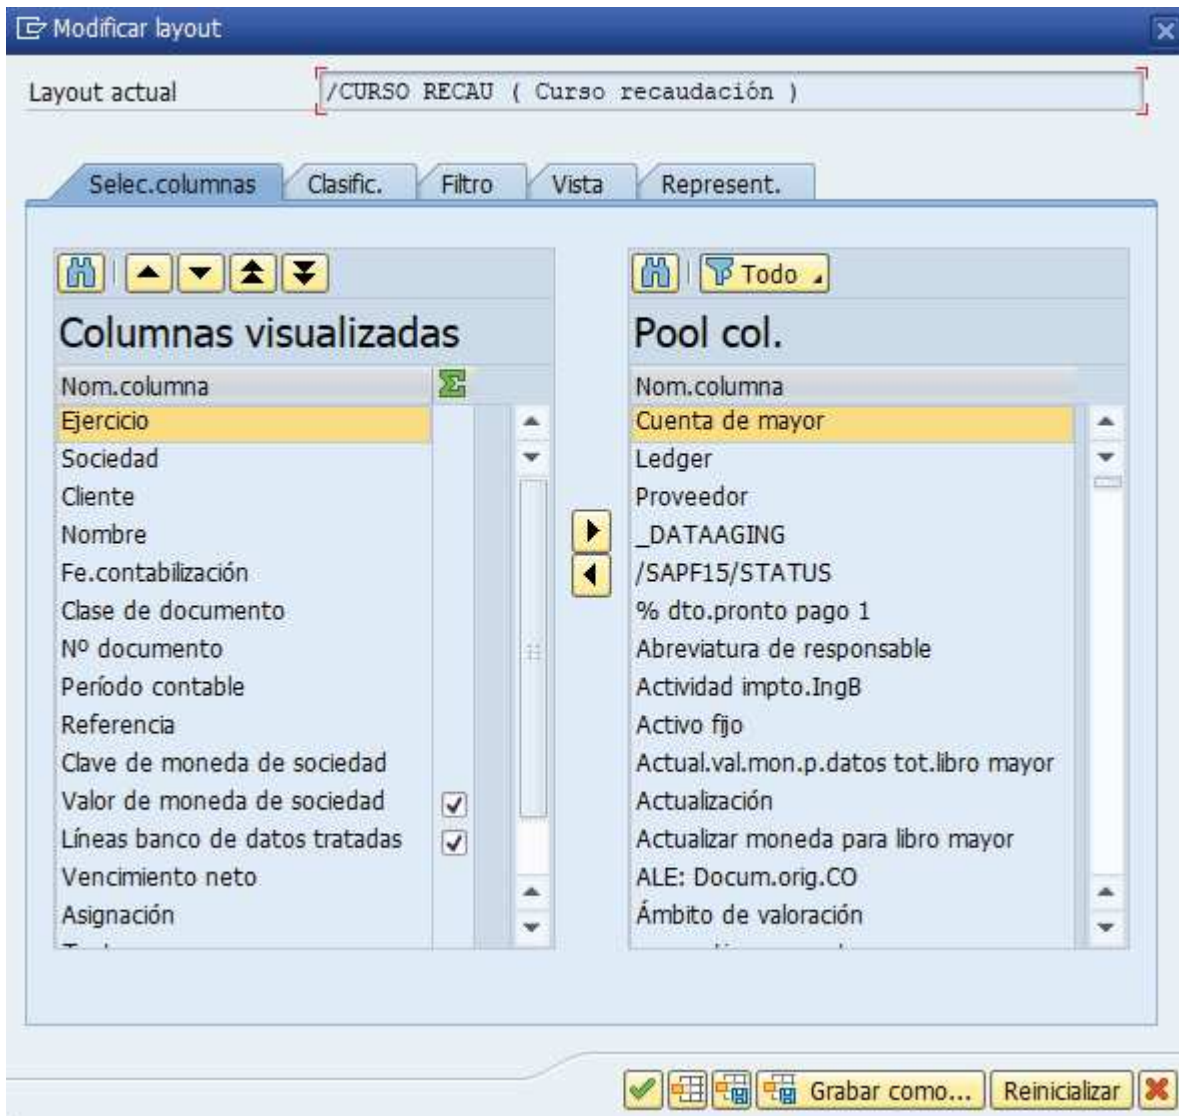 Modificar layout
Layout actual
/CURSO RECAU ( Curso recaudación )
Selec.columnas
Clasific.
Filtro
Vista
Represent.
Columnas visualizadas
Nom.columna
Ejercicio
Sociedad
Cliente
Nombre
Fe.contabilización
Clase de documento
Nº documento
Período contable
Referencia
Clave de moneda de sociedad
Valor de moneda de sociedad
Líneas banco de datos tratadas
Vencimiento neto
Asignación
Todo
Pool col.
Nom.columna
Cuenta de mayor
Ledger
Proveedor
_DATAAGING
/SAPF15/STATUS
% dto.pronto pago 1
Abreviatura de responsable
Actividad impto.IngB
Activo fijo
Actual.val.mon.p.datos tot.libro mayor
Actualización
Actualizar moneda para libro mayor
ALE: Docum.orig.CO
Ámbito de valoración
Grabar como...
Reinicializar